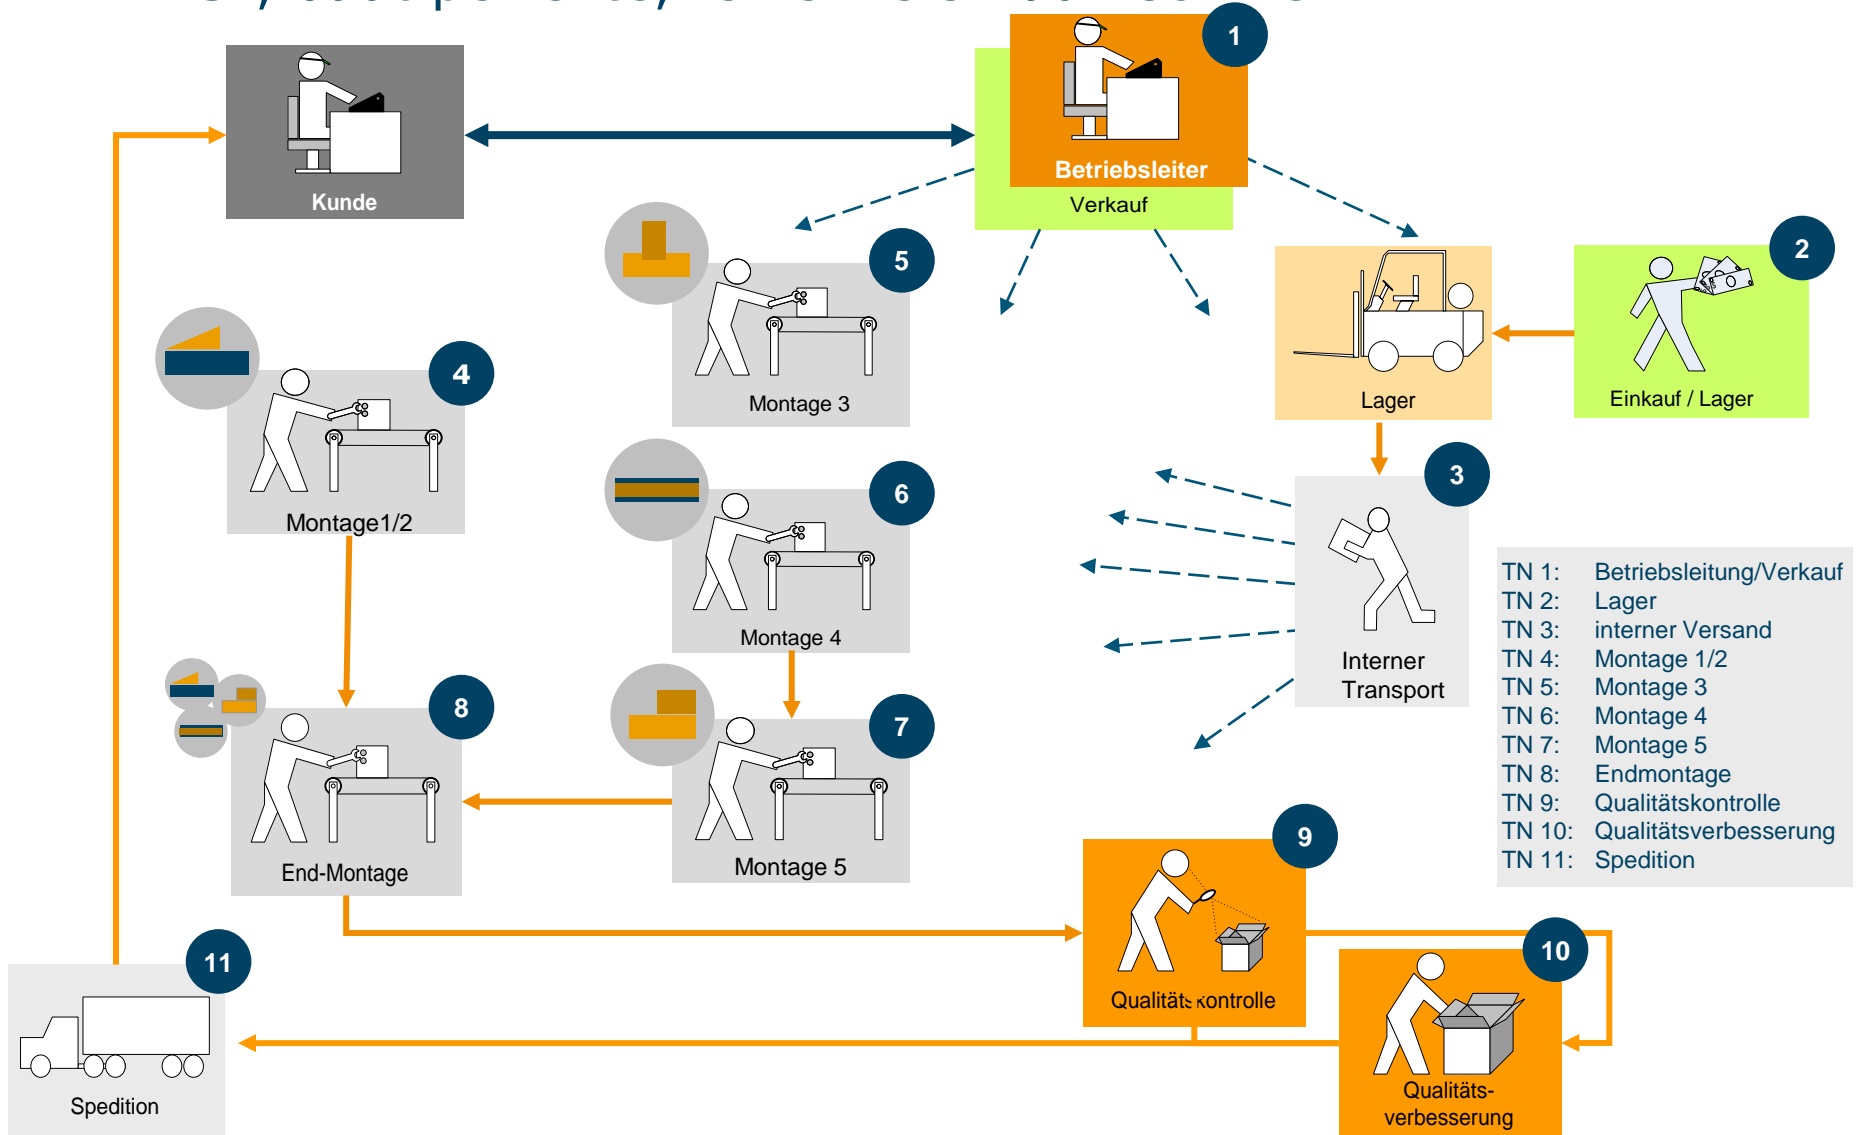 1
Betriebsleiter
Verkauf
Kunde
2
Einkauf / Lager
Lager
5
Montage 3
4
Montage1/2
6
Montage 4
3
Interner
Transport
7
Montage 5
8
End-Montage
TN 1: Betriebsleitung/Verkauf
TN 2: Lager
TN 3: interner Versand
TN 4: Montage 1/2
TN 5: Montage 3
TN 6: Montage 4
TN 7: Montage 5
TN 8: Endmontage
TN 9: Qualitätskontrolle
TN 10: Qualitätsverbesserung
TN 11: Spedition
9
Qualitätskontrolle
10
Qualitäts-
verbesserung
11
Spedition